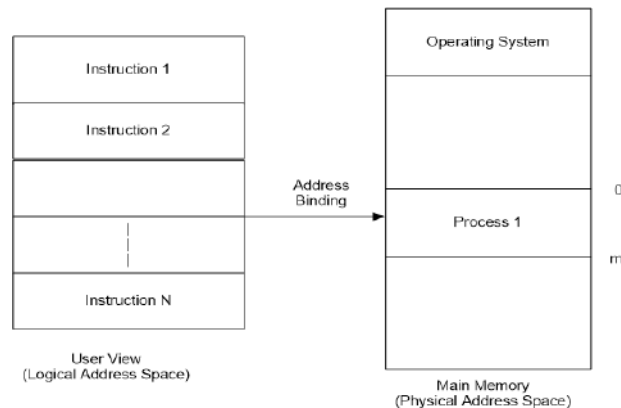 Instruction 1
Instruction 2
Instruction N
User View
(Logical Address Space)
Address
Binding
Operating System
0
Process 1
m
Main Memory
(Physical Address Space)